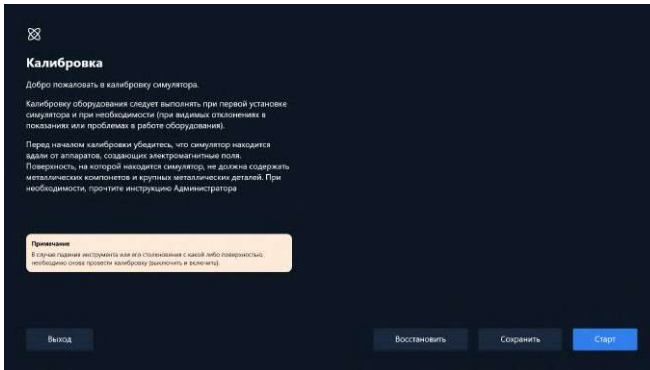 Калибровка
Добро пожаловать в калибровку симулятора.
Калибровку оборудования следует выполнять при первой установке
симулятора и при необходимости (при видимых отклонениях в
показаниях или проблемах в работе оборудования).
Перед началом калибровки убедитесь, что симулятор находится
вдали от аппаратов, создающих электромагнитные поля.
Поверхность, на которой находится симулятор, не должна содержать
металлических компонетов и крупных металлических деталей. При
необходимости, прочтите инструкцию Администратора
Примечание
В случае падения инструмента или его столкновения с какой либо поверхностью,
необходимо снова провести калибровку (выключить и включить).
Выход
Восстановить
Сохранить
Старт